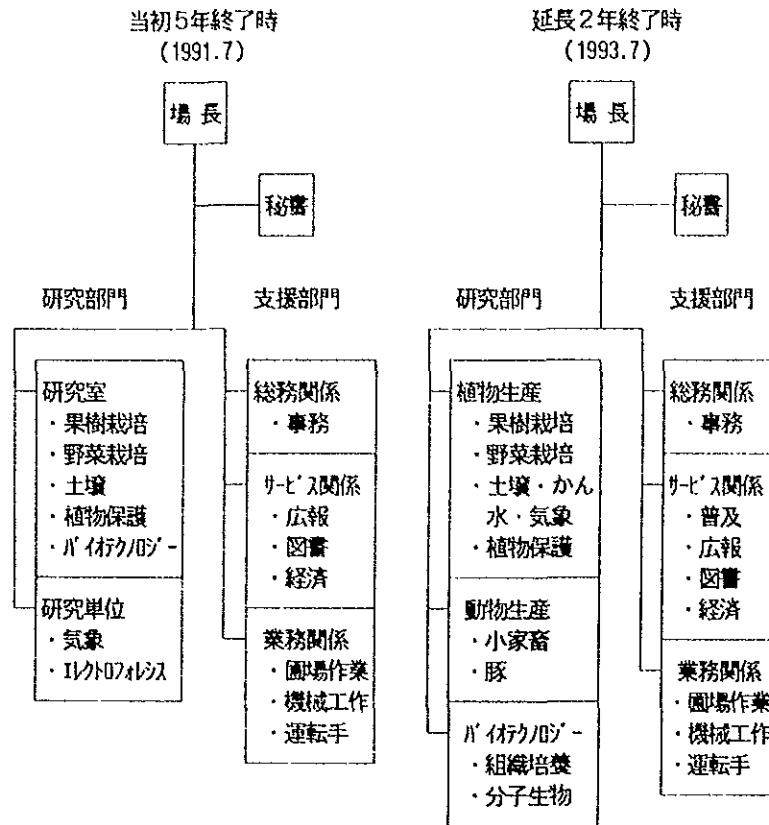 当初5年終了時
(1991.7)
場長
秘書
研究部門
支援部門
研究室
・果樹栽培
・野菜栽培
・土壌
・植物保護
・バイオテクノロジー
研究単位
・気象
・エレクトロフォレシス
総務関係
・事務
サービス関係
・広報
・図書
・経済
業務関係
・圃場作業
・機械工作
・運転手
延長2年終了時
(1993.7)
場長
秘書
研究部門
支援部門
植物生産
・果樹栽培
・野菜栽培
・土壌・かん
水・気象
・植物保護
動物生産
・小家畜
・豚
バイオテクノロジー
・組織培養
・分子生物
総務関係
・事務
サービス関係
・普及
・広報
・図書
・経済
業務関係
・圃場作業
・機械工作
・運転手